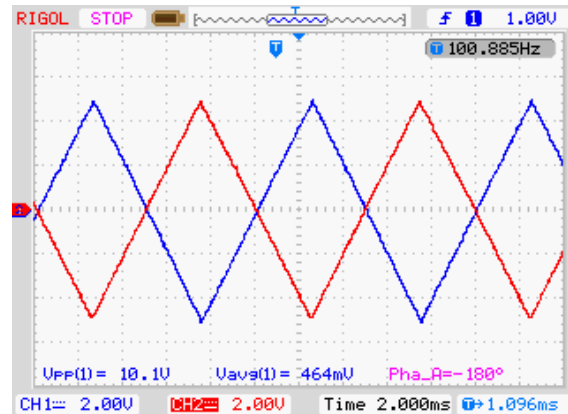 RIGOL STOP T f 1 1.00V
T T 100.885Hz
Vpp(1)= 10.1V Vavg(1)= 464mV Pha_A=-180°
CH1 2.00V CH2 2.00V Time 2.000ms T→1.096ms